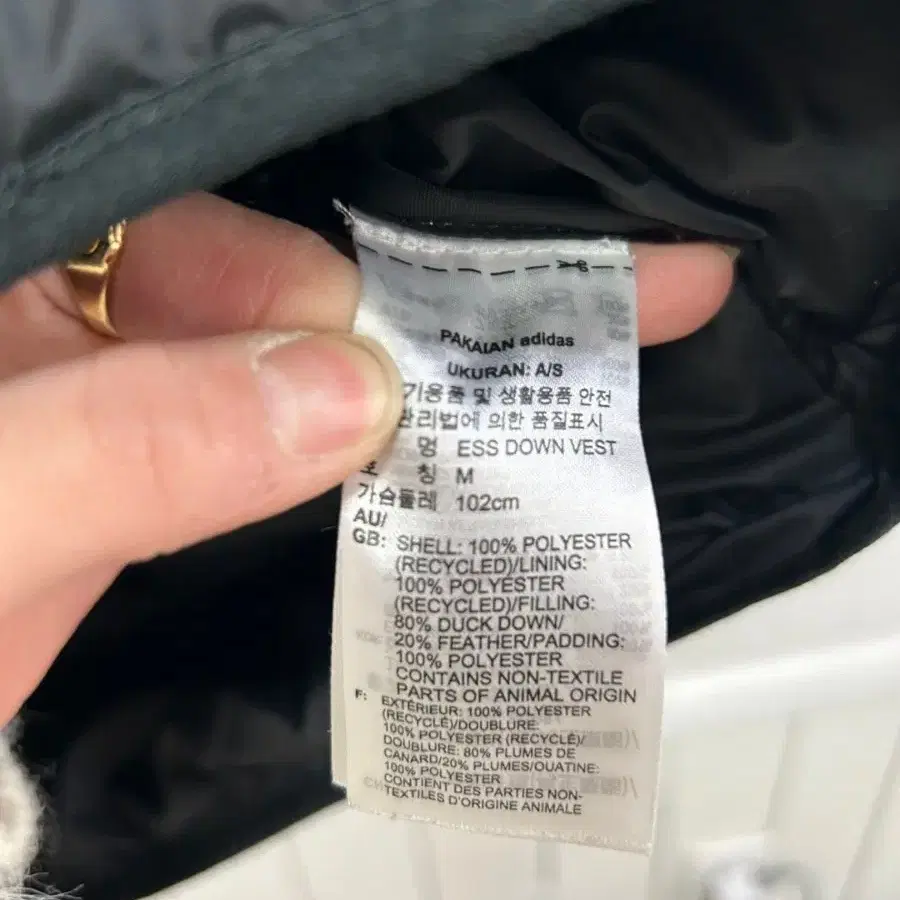 PAKAIAN adidas
UKURAN: A/S
기용품 및 생활용품 안전
관리법에 의한 품질표시
명 ESS DOWN VEST
호 칭 M
가슴둘레 102cm
AU/
GB: SHELL: 100% POLYESTER
(RECYCLED)/LINING:
100% POLYESTER
(RECYCLED)/FILLING:
80% DUCK DOWN/
20% FEATHER/PADDING:
100% POLYESTER
CONTAINS NON-TEXTILE
PARTS OF ANIMAL ORIGIN
F: EXTÉRIEUR: 100% POLYESTER
(RECYCLÉ)/DOUBLURE:
100% POLYESTER (RECYCLÉ)/
DOUBLURE: 80% PLUMES DE
CANARD/20% PLUMES/OUATINE:
100% POLYESTER
CONTIENT DES PARTIES NON-
TEXTILES D'ORIGINE ANIMALE